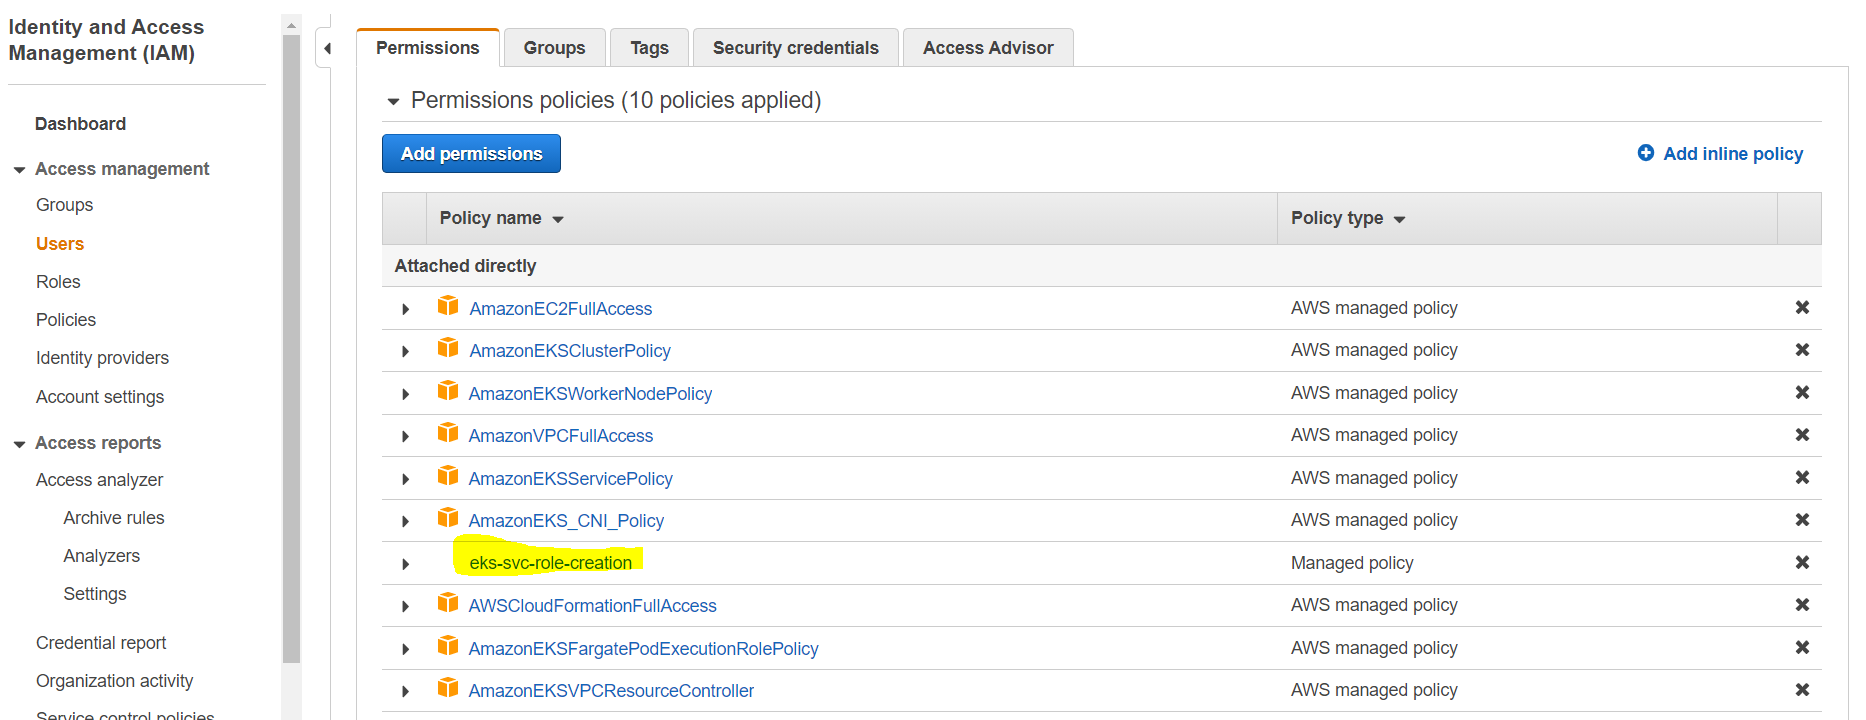 Identity and Access
Management (IAM)
Dashboard
Access management
Groups
Users
Roles
Policies
Identity providers
Account settings
Access reports
Access analyzer
Archive rules
Analyzers
Settings
Credential report
Organization activity
Service control policies
Permissions
Groups
Tags
Security credentials
Access Advisor
Permissions policies (10 policies applied)
Add permissions
Add inline policy
Policy name
Policy type
Attached directly
AmazonEC2FullAccess
AWS managed policy
AmazonEKSClusterPolicy
AWS managed policy
AmazonEKSWorkerNodePolicy
AWS managed policy
AmazonVPCFullAccess
AWS managed policy
AmazonEKSServicePolicy
AWS managed policy
AmazonEKS_CNI_Policy
AWS managed policy
eks-svc-role-creation
Managed policy
AWSCloudFormationFullAccess
AWS managed policy
AmazonEKSFargatePodExecutionRolePolicy
AWS managed policy
AmazonEKSVPCResourceController
AWS managed policy